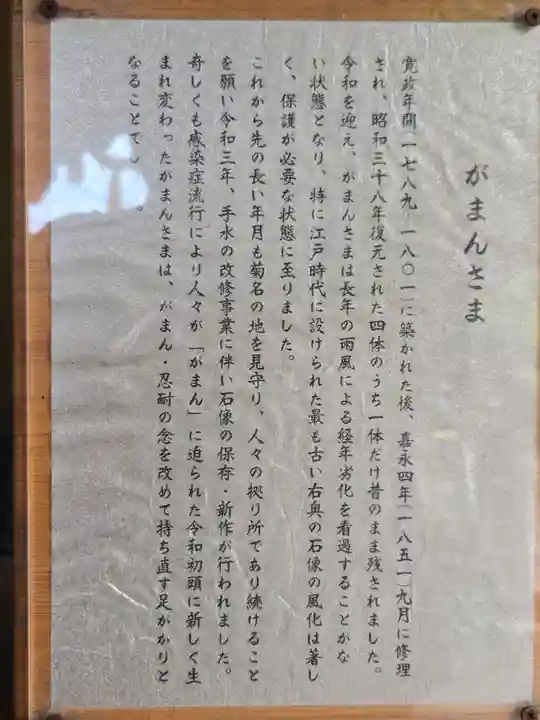 がまんさま
寛政年間(一七八九-一八〇一)に築かれた後、嘉永四年(一八五一)九月に修理
され、昭和三十八年復元された四体のうち一体だけ昔のまま残されました。
令和を迎え、がまんさまは長年の雨風による経年劣化を看過することがな
い状態となり、特に江戸時代に設けられた最も古い右奥の石像の風化は著し
く、保護が必要な状態に至りました。
これから先の長い年月も菊名の地を見守り、人々の拠り所であり続けること
を願い令和三年、手水の改修事業に伴い石像の保存・新作が行われました。
奇しくも感染症流行により人々が「がまん」に迫られた令和初頭に新しく生
まれ変わったがまんさまは、がまん・忍耐の念を改めて持ち直す足がかりと
なることでし 。